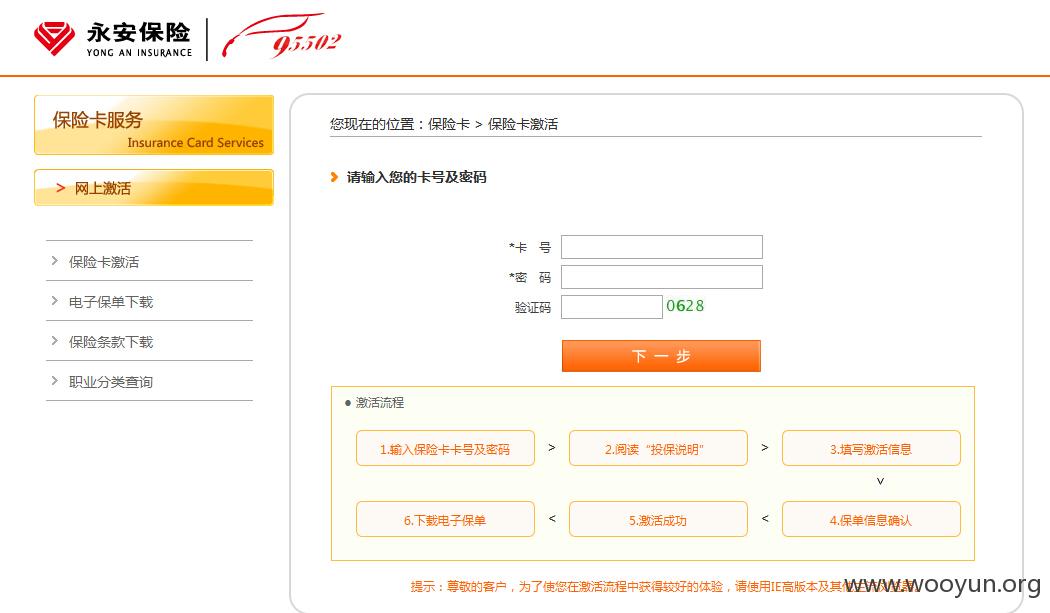 永安保险
YONG AN INSURANCE
95502
保险卡服务
Insurance Card Services
> 网上激活
> 保险卡激活
> 电子保单下载
> 保险条款下载
> 职业分类查询
您现在的位置：保险卡 > 保险卡激活
请输入您的卡号及密码
*卡 号
*密 码
验证码 0628
下 一 步
● 激活流程
1.输入保险卡卡号及密码 > 2.阅读“投保说明” > 3.填写激活信息
>
6.下载电子保单 < 5.激活成功 < 4.保单信息确认
提示：尊敬的客户，为了使您在激活流程中获得较好的体验，请使用IE高版本及其
www.wooyun.org